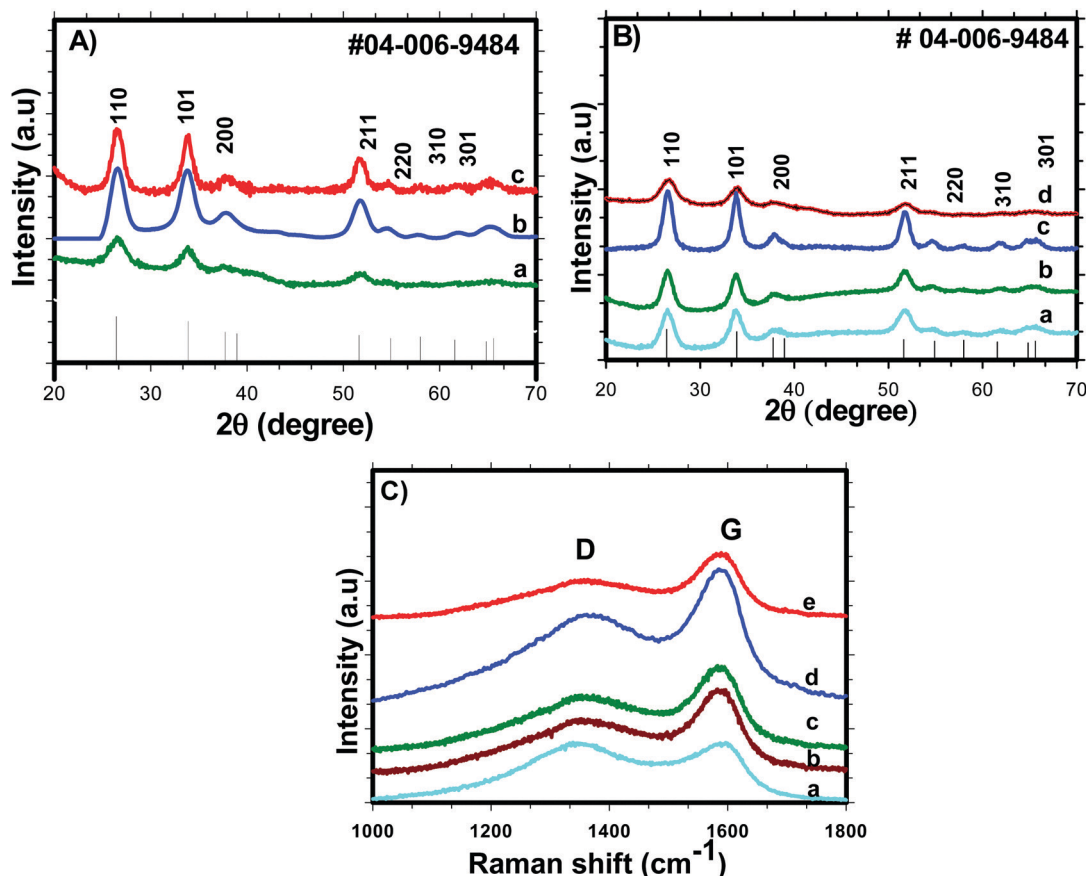 A)
#04-006-9484
110
101
200
211
220
310
301
c
b
a
Intensity (a.u)
20 30 40 50 60 70
2θ (degree)
B)
# 04-006-9484
110
101
200
211
220
310
301
d
c
b
a
Intensity (a.u)
20 30 40 50 60 70
2θ (degree)
C)
D
G
e
d
c
b
a
Intensity (a.u)
1000 1200 1400 1600 1800
Raman shift (cm⁻¹)